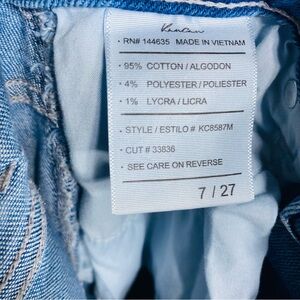 KanCan
• RN# 144635 MADE IN VIETNAM
• 95% COTTON / ALGODON
• 4% POLYESTER / POLIESTER
• 1% LYCRA / LICRA
• STYLE / ESTILO # KC8587M
• CUT # 33836
• SEE CARE ON REVERSE
7 / 27